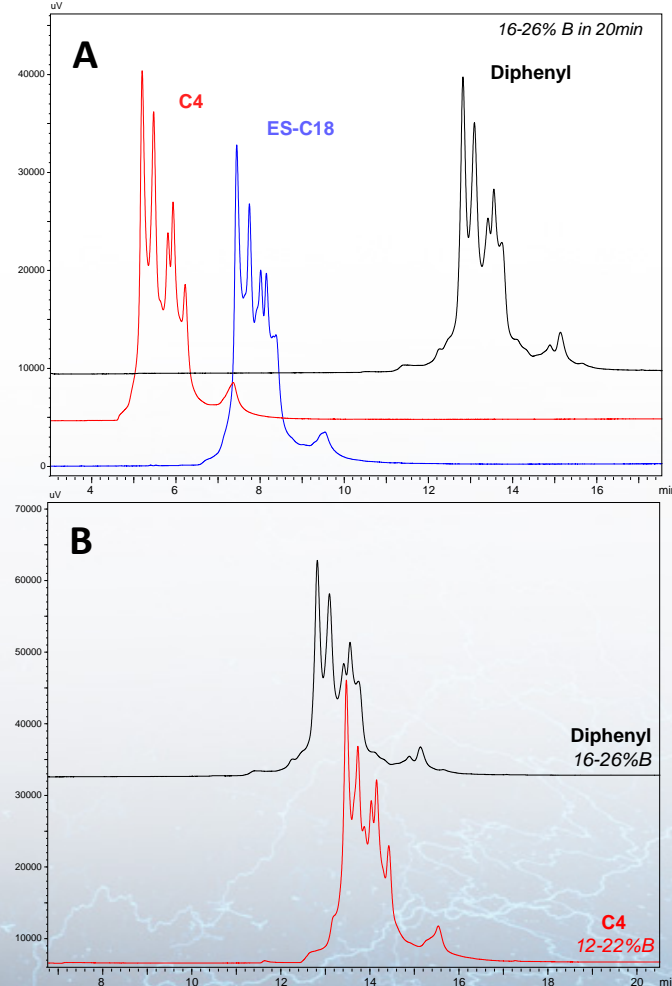 uV
16-26% B in 20min
A
Diphenyl
C4
ES-C18
40000
30000
20000
10000
0
4 6 8 10 12 14 16 min
uV
70000
B
60000
50000
40000
Diphenyl
16-26%B
30000
20000
10000
C4
12-22%B
8 10 12 14 16 18 20 min